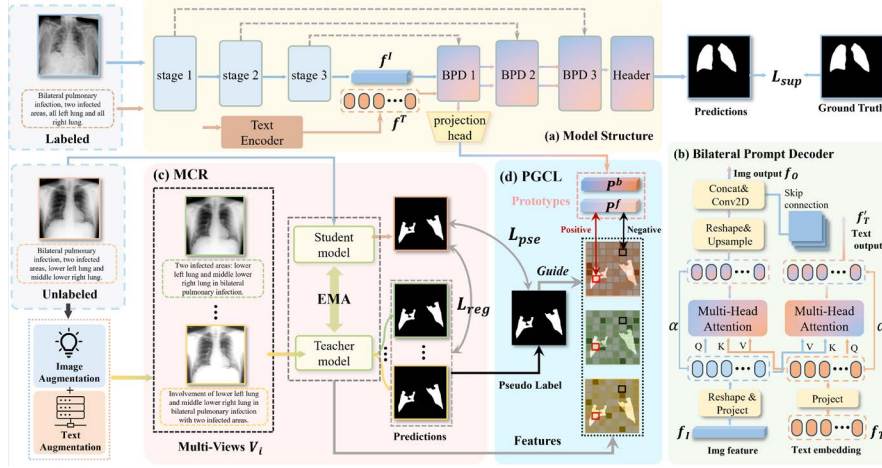 stage 1
stage 2
stage 3
f^I
f^T
BPD 1
BPD 2
BPD 3
Header
Text
Encoder
projection
head
(a) Model Structure
Bilateral pulmonary
infection, two infected
areas, all left lung and all
right lung.
Labeled
Predictions
L_sup
Ground Truth
Bilateral pulmonary
infection, two infected
areas, lower left lung and
middle lower right lung.
Unlabeled
Image
Augmentation
+
Text
Augmentation
(c) MCR
Two infected areas: lower
left lung and middle lower
right lung in bilateral
pulmonary infection.
Involvement of lower left lung
and middle lower right lung in
bilateral pulmonary infection
with two infected areas.
Multi-Views V_i
Student
model
EMA
Teacher
model
Predictions
L_reg
L_pse
Pseudo Label
(d) PGCL
Prototypes
P^b
P^f
Positive
Negative
Guide
Features
(b) Bilateral Prompt Decoder
Img output f_O
Concat&
Conv2D
Skip
connection
Reshape&
Upsample
f'_T
Text
output
Multi-Head
Attention
Multi-Head
Attention
α
α
Q
K
V
V
K
Q
Reshape &
Project
Project
f_I
Img feature
Text embedding
f_T